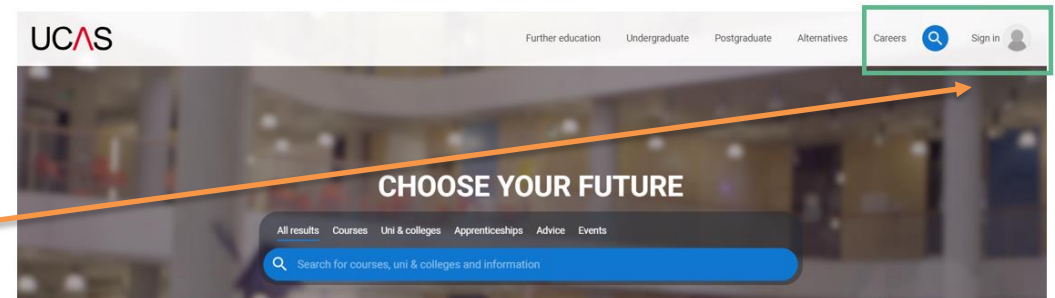 UCAS
Further education Undergraduate Postgraduate Alternatives Careers Sign in
CHOOSE YOUR FUTURE
All results Courses Uni & colleges Apprenticeships Advice Events
Search for courses, uni & colleges and information